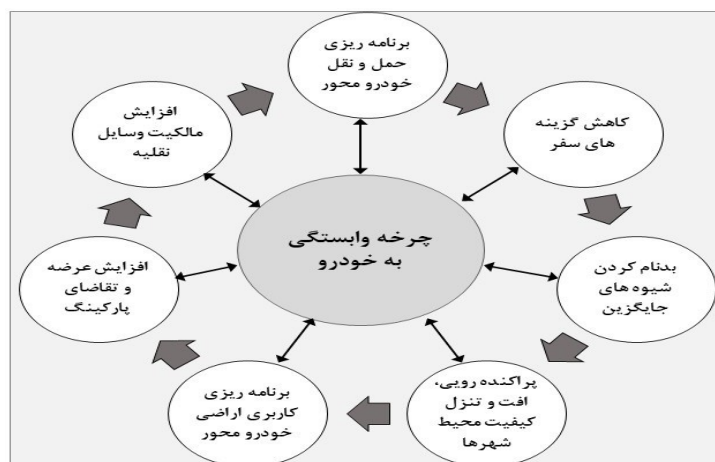 برنامه ریزی
حمل و نقل
خودرو محور
کاهش گزینه
های سفر
بدنام کردن
شیوه های
جایگزین
پراکنده رویی،
افت و تنزل
کیفیت محیط
شهرها
برنامه ریزی
کاربری اراضی
خودرو محور
افزایش عرضه
و تقاضای
پارکینگ
افزایش
مالکیت وسایل
نقلیه
چرخه وابستگی
به خودرو